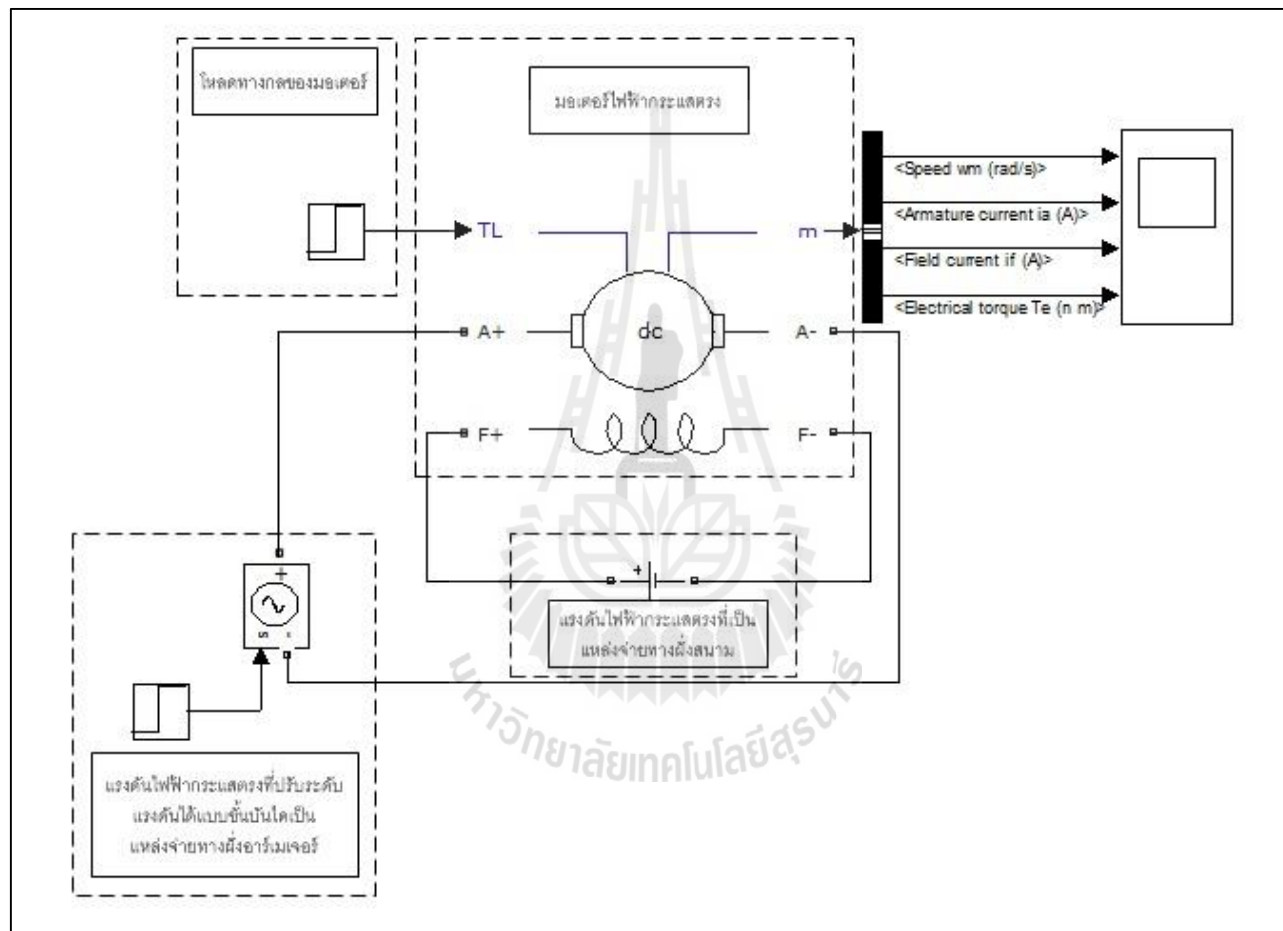 โหลดทางกลของมอเตอร์
มอเตอร์ไฟฟ้ากระแสตรง
<Speed wm (rad/s)>
<Armature current ia (A)>
<Field current if (A)>
<Electrical torque Te (n m)>
TL
m
A+
dc
A-
F+
F-
+
แรงดันไฟฟ้ากระแสตรงที่เป็น
แหล่งจ่ายทางฝั่งสนาม
+
s
-
แรงดันไฟฟ้ากระแสตรงที่ปรับระดับ
แรงดันได้แบบขั้นบันไดเป็น
แหล่งจ่ายทางฝั่งอาร์เมเจอร์
มหาวิทยาลัยเทคโนโลยีสุรนารี